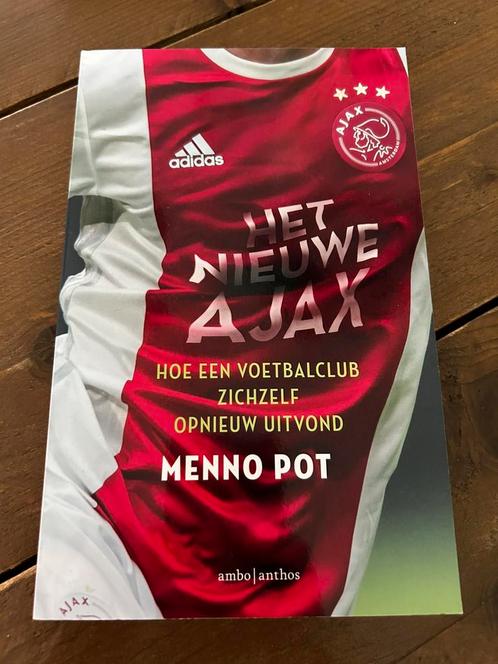 adidas
AJAX
AMSTERDAM
HET
NIEUWE
AJAX
HOE EEN VOETBALCLUB
ZICHZELF
OPNIEUW UITVOND
MENNO POT
ambo|anthos
AJAX